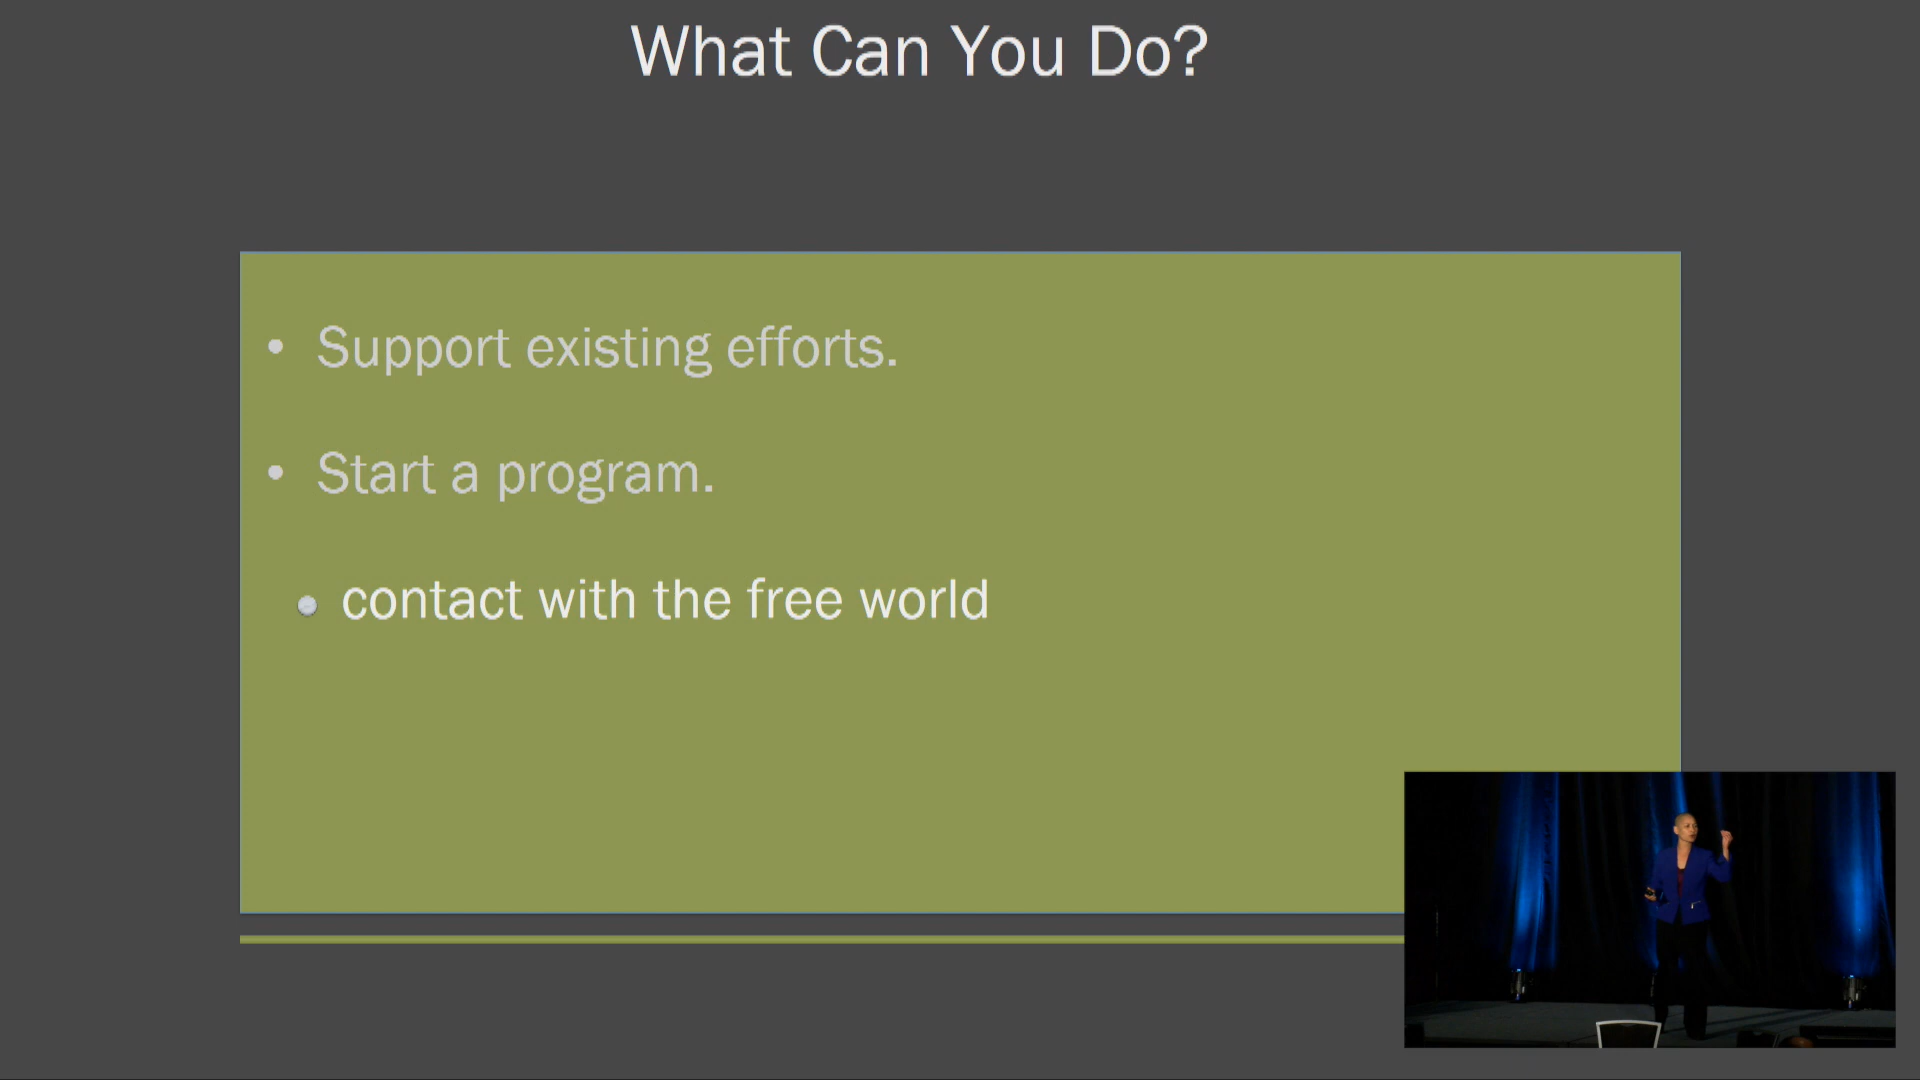 What Can You Do?
• Support existing efforts.
• Start a program.
• contact with the free world